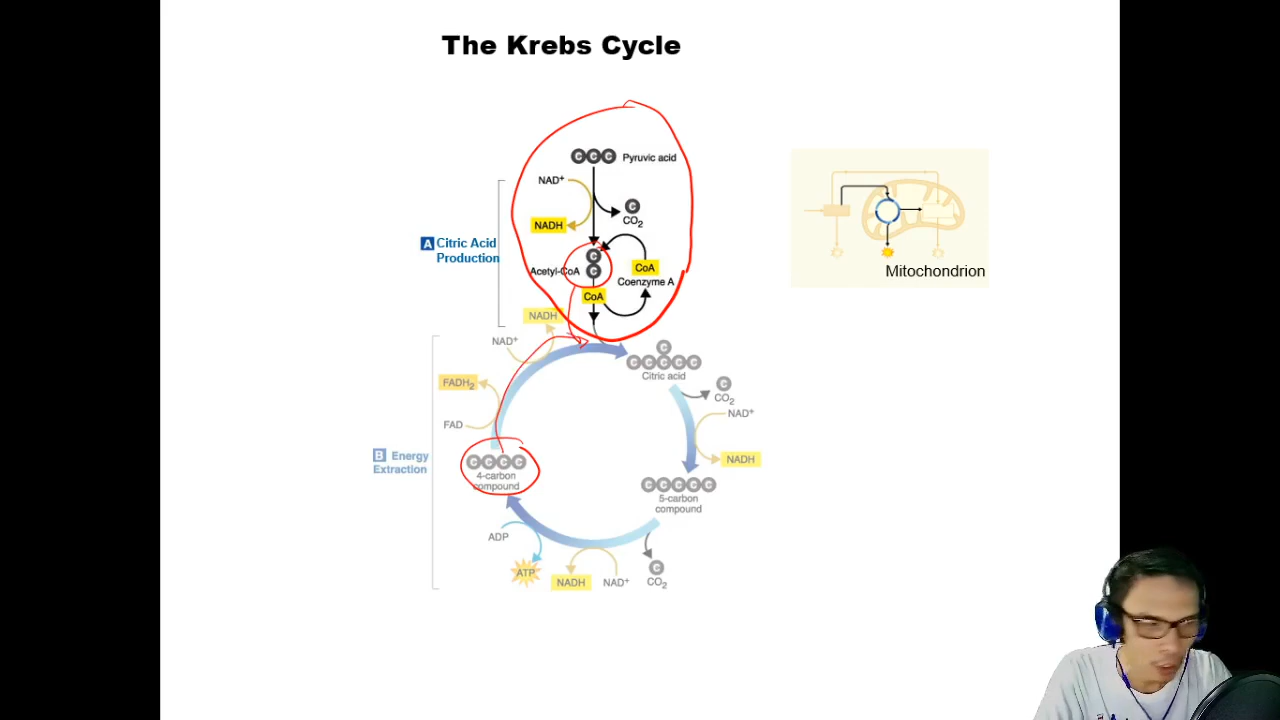 The Krebs Cycle
C C C Pyruvic acid
NAD⁺
C
CO₂
NADH
A Citric Acid
Production
C
C
Acetyl-CoA
CoA
Coenzyme A
CoA
NADH
NAD⁺
C
C C C C C
Citric acid
C
CO₂
NAD⁺
NADH
FADH₂
FAD
B Energy
Extraction
C C C C
4-carbon
compound
C C C C C
5-carbon
compound
ADP
ATP
NADH
NAD⁺
C
CO₂
Mitochondrion